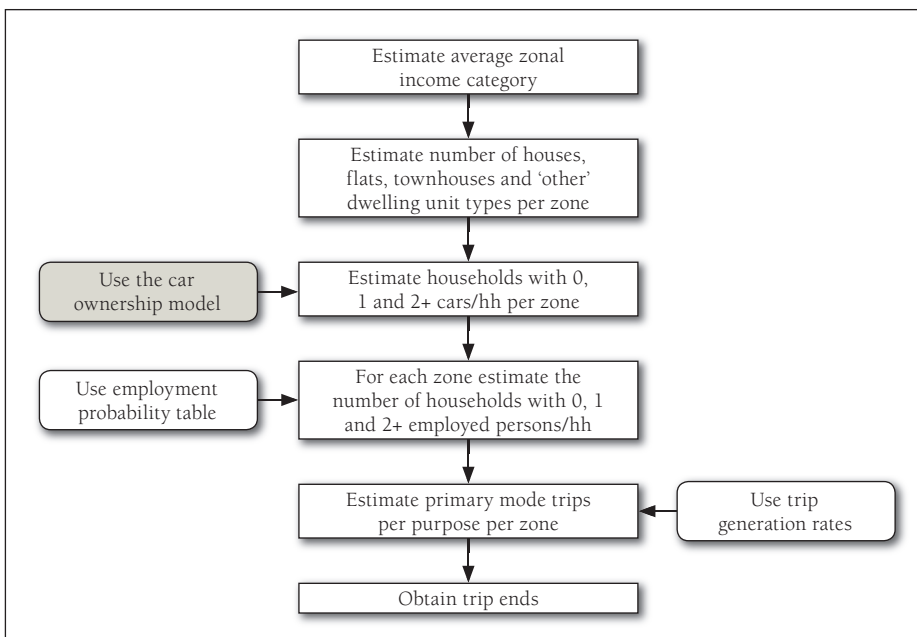 Estimate average zonal
income category
Estimate number of houses,
flats, townhouses and ‘other’
dwelling unit types per zone
Use the car
ownership model
Estimate households with 0,
1 and 2+ cars/hh per zone
Use employment
probability table
For each zone estimate the
number of households with 0, 1
and 2+ employed persons/hh
Estimate primary mode trips
per purpose per zone
Use trip
generation rates
Obtain trip ends